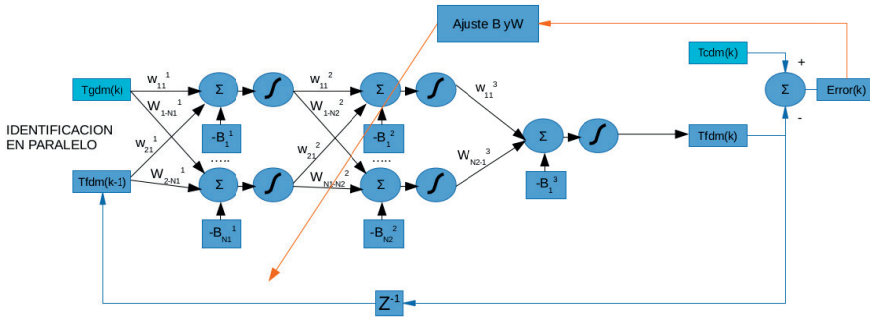 Ajuste B yW
Tcdm(k)
+
Σ
Error(k)
-
Tgdm(k)
w11^1
Σ
w11^2
Σ
w11^3
W1-N1^1
W1-N2^2
IDENTIFICACION
EN PARALELO
w21^1
-B1^1
.....
w21^2
-B1^2
.....
Σ
Tfdm(k)
Tfdm(k-1)
W2-N1^1
Σ
WN1-N2^2
Σ
WN2-1^3
-B1^3
-BN1^1
-BN2^2
Z^-1